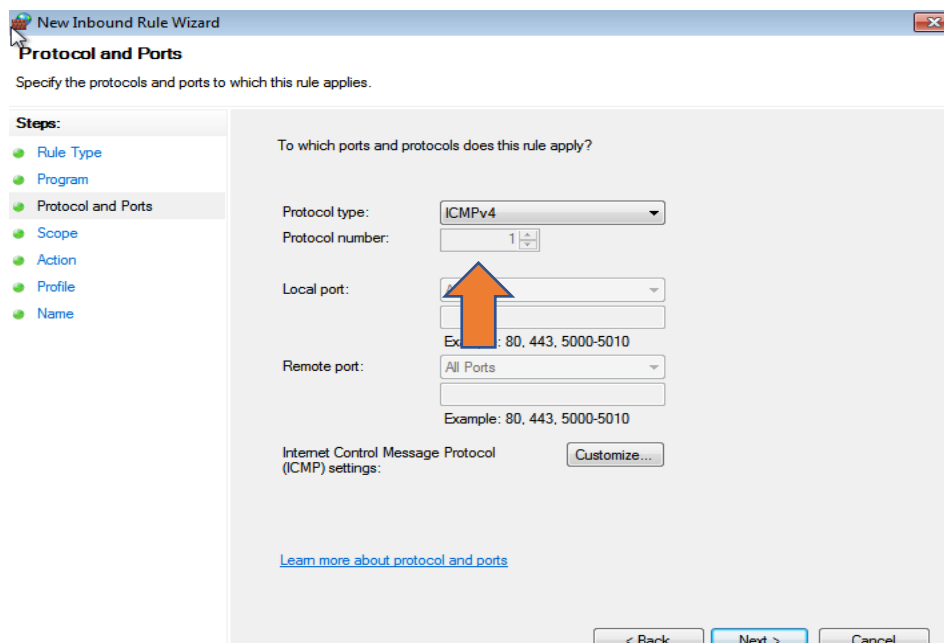 New Inbound Rule Wizard
Protocol and Ports
Specify the protocols and ports to which this rule applies.
Steps:
Rule Type
Program
Protocol and Ports
Scope
Action
Profile
Name
To which ports and protocols does this rule apply?
Protocol type: ICMPv4
Protocol number: 1
Local port:
80, 443, 5000-5010
Remote port: All Ports
Example: 80, 443, 5000-5010
Internet Control Message Protocol
(ICMP) settings: Customize...
Learn more about protocol and ports
< Back Next > Cancel